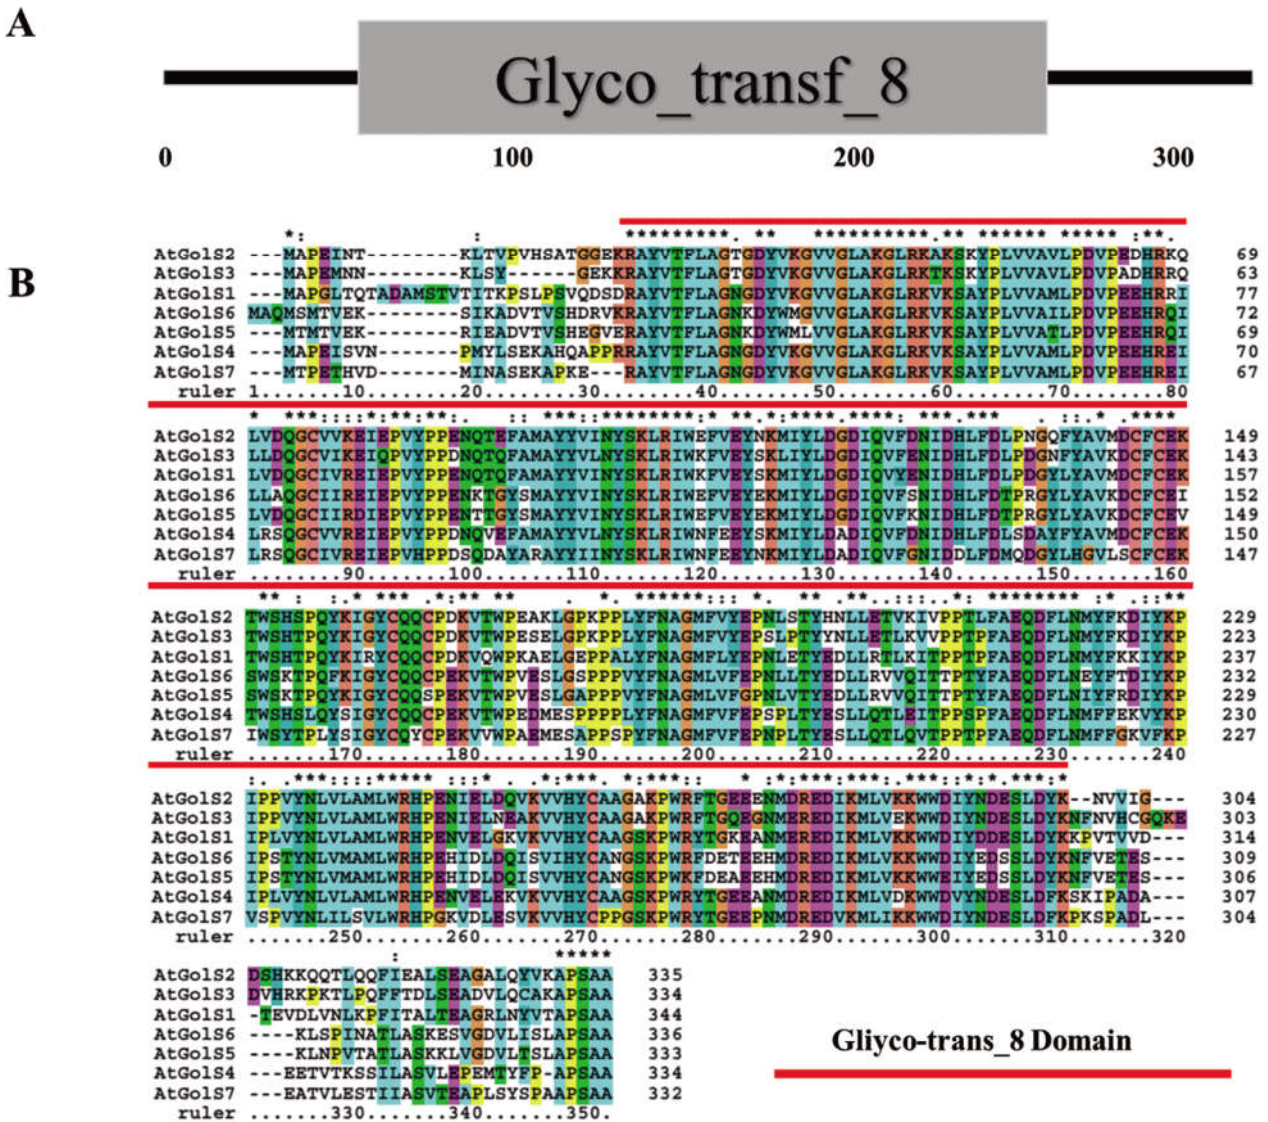 A
Glyco_transf_8
0 100 200 300
B
AtGolS2 ---MAPEINT--------KLTVPVHSATGGEKRAYVTFLAGTGDYVKGVVGLAKGLRKAKSKYPLVVAVLPDVPEDHRKQ 69
AtGolS3 ---MAPEMNN--------KLSY------GEKRAYVTFLAGNGDYVKGVVGLAKGLRKTKSKYPLVVAVLPDVPADHRRQ 63
AtGolS1 ---MAPGLTQTADAMSTVTITKPSLPSVQDSDRAYVTFLAGNGDYVKGVVGLAKGLRKVKSAYPLVVAMLPDVPEEHRRI 77
AtGolS6 MAQMSMTVEK--------SIKADVTVSHDRVKRAYVTFLAGNKDYWMGVVGLAKGLRKVKSAYPLVVAILPDVPEEHRQI 72
AtGolS5 ---MTMTVEK--------RIEADVTVSHEGVERAYVTFLAGNKDYWMLVVGLAKGLRKVKSAYPLVVATLPDVPEEHRQI 69
AtGolS4 ---MAPEISVN-------PMYLSEKAHQAPPRRAYVTFLAGNGDYVKGVVGLAKGLRKVKSAYPLVVAMLPDVPEEHREI 70
AtGolS7 ---MTPETHVD-------MINASEKAPKE---RAYVTFLAGNGDYVKGVVGLAKGLRKVKSAYPLVVAMLPDVPEEHREI 67
ruler 1.......10........20........30........40........50........60........70........80
AtGolS2 LVDQGCVVKEIEPVYPPENQTEFAMAYYVINYSKLRIWEFVEYNKMIYLDGDIQVFDNIDHLFDLPNGQFYAVMDCFCEK 149
AtGolS3 LLDQGCVIKEIQPVYPPDNQTQFAMAYYVLNYSKLRIWKFVEYSKMIYLDGDIQVFENIDHLFDLPDGNFYAVKDCFCEK 143
AtGolS1 LVDQGCIVREIEPVYPPENQTQFAMAYYVINYSKLRIWKFVEYSKMIYLDGDIQVYENIDHLFDLPDGYLYAVMDCFCEK 157
AtGolS6 LLAQGCIIREIEPVYPPENKTGYSMAYYVINYSKLRIWEFVEYEKMIYLDGDIQVFSNIDHLFDTPRGYLYAVKDCFCEI 152
AtGolS5 LVDQGCIIRDIEPVYPPENTTGYSMAYYVINYSKLRIWEFVEYEKMIYLDGDIQVFKNIDHLFDTPRGYLYAVKDCFCEV 149
AtGolS4 LRSQGCIVREIEPVYPPDNQVEFAMAYYVLNYSKLRIWNFEEYSKMIYLDADIQVFDNIDHLFDLSDAYFYAVMDCFCEK 150
AtGolS7 LRSQGCIVREIEPVHPPDSQDAYARAYYIINYSKLRIWNFEEYNKMIYLDADIQVFGNIDDLFDMQDGYLHGVLSCFCEK 147
ruler .........90.......100.......110.......120.......130.......140.......150.......160
AtGolS2 TWSHSPQYKIGYCQQCPDKVTWPEAKLGPKPPLYFNAGMFVYEPNLSTYHNLLETVKIVPPTLFAEQDFLNMYFKDIYKP 229
AtGolS3 TWSHTPQYKIGYCQQCPDKVTWPESELGPKPPLYFNAGMFVYEPSLPTYYNLLETLKVVPPTPFAEQDFLNMYFKDIYKP 223
AtGolS1 TWSHTPQYKIRYCQQCPDKVQWPKAELGEPPALYFNAGMFLYEPNLETYEDLLRTLKITPPTPFAEQDFLNMYFKKIYKP 237
AtGolS6 SWSKTPQFKIGYCQQCPEKVTWPVESLGSPPPVYFNAGMLVFEPNLVTYEDLLRVVQITTPTYFAEQDFLNEYFTDIYKP 232
AtGolS5 SWSKTPQYKIGYCQQSPEKVTWPVESLGAPPPVYFNAGMLVFGPNLVTYEDLLRVVQITTPTYFAEQDFLNIYFRDIYKP 229
AtGolS4 TWSHSLQYSIGYCQQCPEKVTWPEDMESPPPPLYFNAGMFVFEPSPLTYESLLQTLEITPPSPFAEQDFLNMFFEKVYKP 230
AtGolS7 IWSYTPLYSIGYCQYCPEKVVWPAEMESAPPSPYFNAGMFVFEPNPLTYESLLQTLQVTPPTPFAEQDFLNMFFGKVFKP 227
ruler ........170.......180.......190.......200.......210.......220.......230.......240
AtGolS2 IPPVYNLVLAMLWRHPENIELDQVKVVHYCAAGAKPWRFTGEEENMDREDIKMLVKKWWDIYNDESLDYK--NVVIG--- 304
AtGolS3 IPPVYNLVLAMLWRHPENIELNEAKVVHYCAAGAKPWRFTGQEGNMEREDIKMLVEKWWDIYNDESLDYKNFNVHCGQKE 303
AtGolS1 IPLVYNLVLAMLWRHPENVELGKVKVVHYCAAGSKPWRYTGKEANMEREDIKMLVKKWWDIYDDESLDYKKPVTVVD--- 314
AtGolS6 IPSTYNLVMAMLWRHPEHIDLDQISVIHYCANGSKPWRFDETEEHMDREDIKMLVKKWWDIYEDSSLDYKNFVETES--- 309
AtGolS5 IPSTYNLVMAMLWRHPEHIDLDQISVVHYCANGSKPWKFDEAEEHMDREDIKMLVKKWWEIYEDSSLDYKNFVETES--- 306
AtGolS4 IPLVYNLVLAMLWRHPENVELEKVKVVHYCAAGSKPWRYTGEEANMDREDIKMLVDKWWDIYNDESLDFKSKIPADA--- 307
AtGolS7 VSPVYNLILSVLWRHPGKVDLESVKVVHYCPPGSKPWRYTGEEPNMDREDVKMLIKKWWDIYNDESLDFKPKSPADL--- 304
ruler ........250.......260.......270.......280.......290.......300.......310.......320
AtGolS2 DSHKKQQTLQQFIEALSEAGALQYVKAPSAA 335
AtGolS3 DVHRKPKTLPQFFTDLSEADVLQCAKAPSAA 334
AtGolS1 -TEVDLVNLKPFITALTEAGRLNYVTAPSAA 344
AtGolS6 ----KLSPINATLASKESVGDVLISLAPSAA 336
AtGolS5 ----KLNPVTATLASKKLVGDVLTSLAPSAA 333
AtGolS4 ---EETVTKSSILASVLEPEMTYFP-APSAA 334
AtGolS7 ---EATVLESTIIASVTEAPLSYSPAAPSAA 332
ruler ........330.......340.......350.
Gliyco-trans_8 Domain